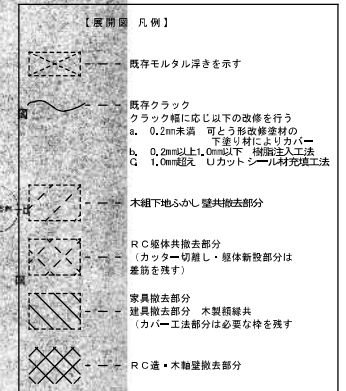 【展開図 凡例】
既存モルタル浮きを示す
既存クラック
クラック幅に応じ以下の改修を行う
a. 0.2mm未満 可とう形改修塗材の
下塗り材によりカバー
b. 0.2mm以上1.0mm以下 樹脂注入工法
C. 1.0mm超え Uカットシール材充填工法
木組下地ふかし壁共撤去部分
RC躯体共撤去部分
(カッター切離し・躯体新設部分は
差筋を残す)
家具撤去部分
建具撤去部分 木製額縁共
(カバー工法部分は必要な枠を残す
RC造・木軸壁撤去部分